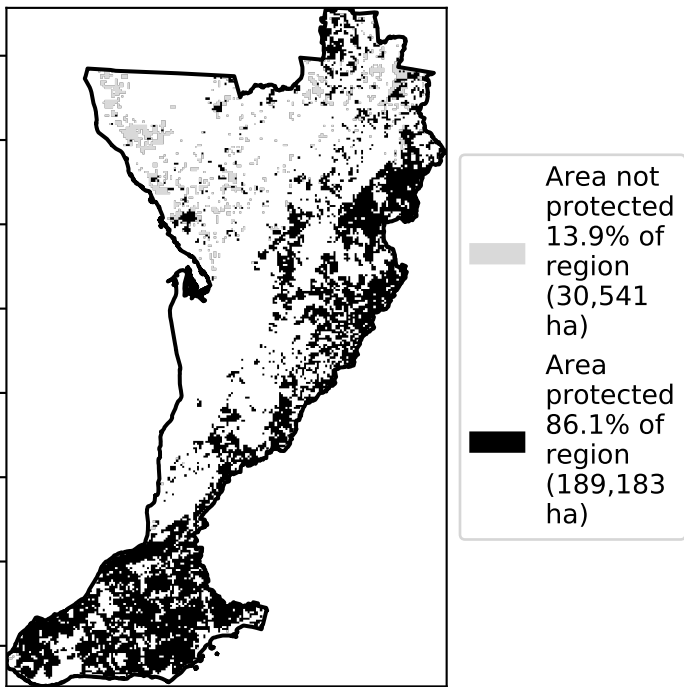 Area not
protected
13.9% of
region
(30,541
ha)
Area
protected
86.1% of
region
(189,183
ha)